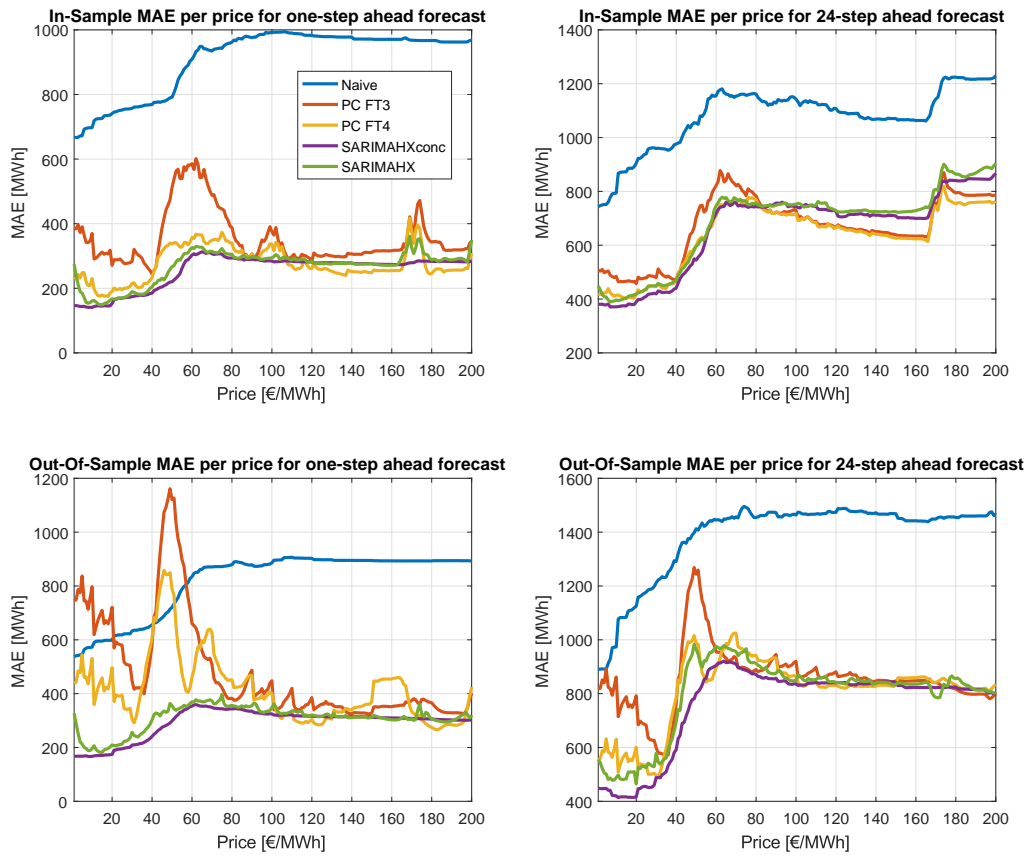 In-Sample MAE per price for one-step ahead forecast
1000
800
600
400
200
0
MAE [MWh]
20 40 60 80 100 120 140 160 180 200
Price [€/MWh]
Naive
PC FT3
PC FT4
SARIMAHXconc
SARIMAHX
In-Sample MAE per price for 24-step ahead forecast
1400
1200
1000
800
600
400
200
MAE [MWh]
20 40 60 80 100 120 140 160 180 200
Price [€/MWh]
Out-Of-Sample MAE per price for one-step ahead forecast
1200
1000
800
600
400
200
0
MAE [MWh]
20 40 60 80 100 120 140 160 180 200
Price [€/MWh]
Out-Of-Sample MAE per price for 24-step ahead forecast
1600
1400
1200
1000
800
600
400
MAE [MWh]
20 40 60 80 100 120 140 160 180 200
Price [€/MWh]